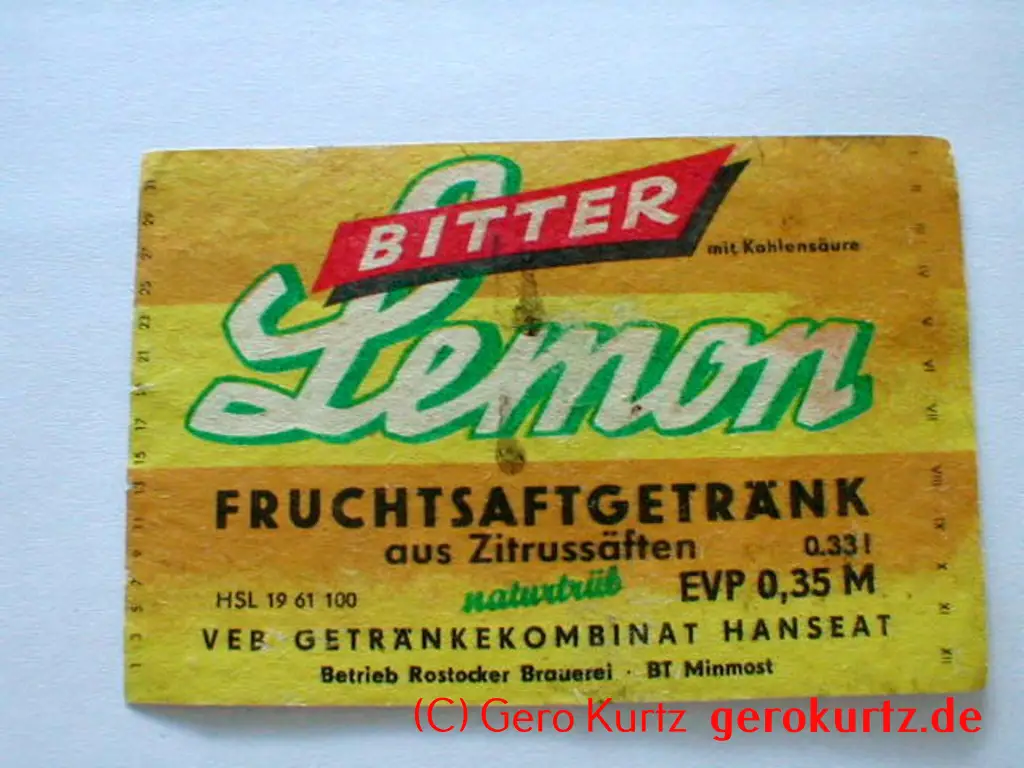 BITTER
mit Kohlensäure
Lemon
FRUCHTSAFTGETRÄNK
aus Zitrussäften 0.33 l
naturtrüb EVP 0,35 M
HSL 19 61 100
VEB GETRÄNKEKOMBINAT HANSEAT
Betrieb Rostocker Brauerei · BT Minmost
(C) Gero Kurtz gerokurtz.de